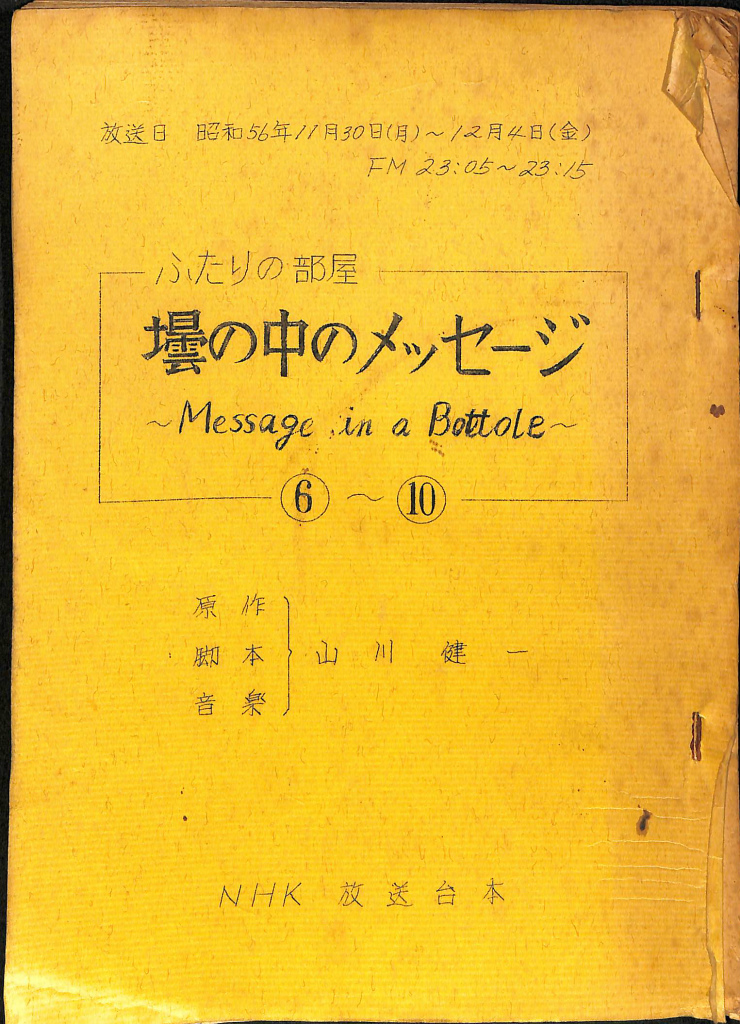 放送日 昭和56年11月30日(月)～12月4日(金)
FM 23:05～23:15
ふたりの部屋
壜の中のメッセージ
～Message in a Bottole～
⑥～⑩
原作
脚本
音楽
山川 健一
NHK 放送台本